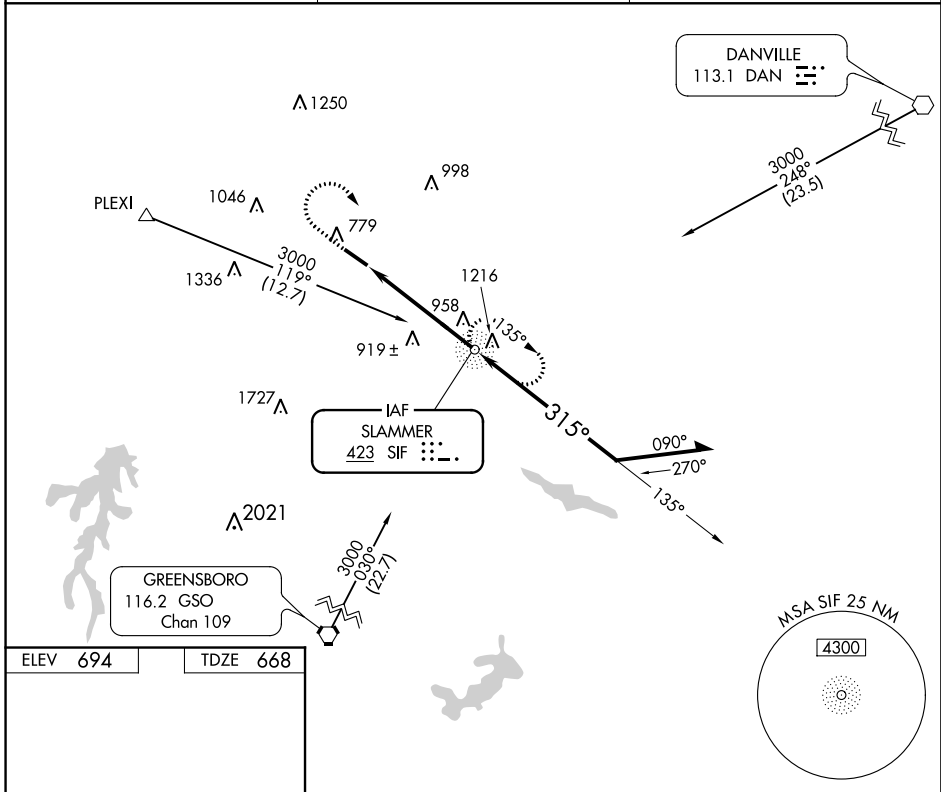 DANVILLE
113.1 DAN
1250
998
3000
248°
(23.5)
1046
PLEXI
779
3000
119°
(12.7)
1336
1216
958
135°
919 ±
1727
IAF
SLAMMER
423 SIF
315°
090°
270°
135°
2021
3000
030°
(22.7)
GREENSBORO
116.2 GSO
Chan 109
MSA SIF 25 NM
4300
ELEV 694
TDZE 668